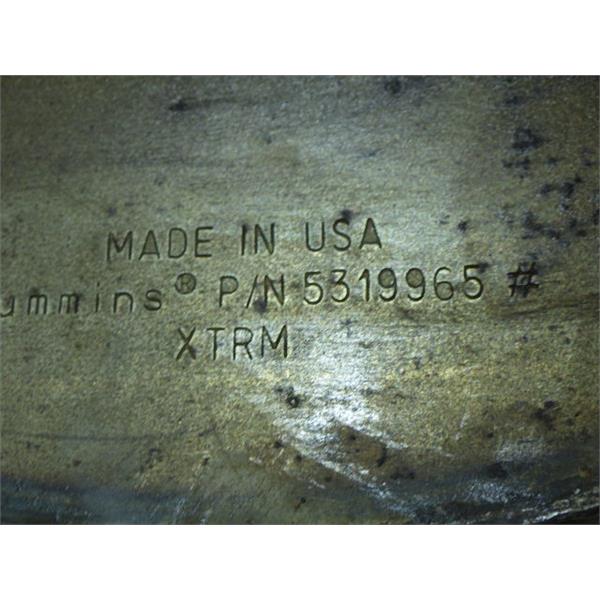 MADE IN USA
ummins® P/N 5319965 #
XTRM